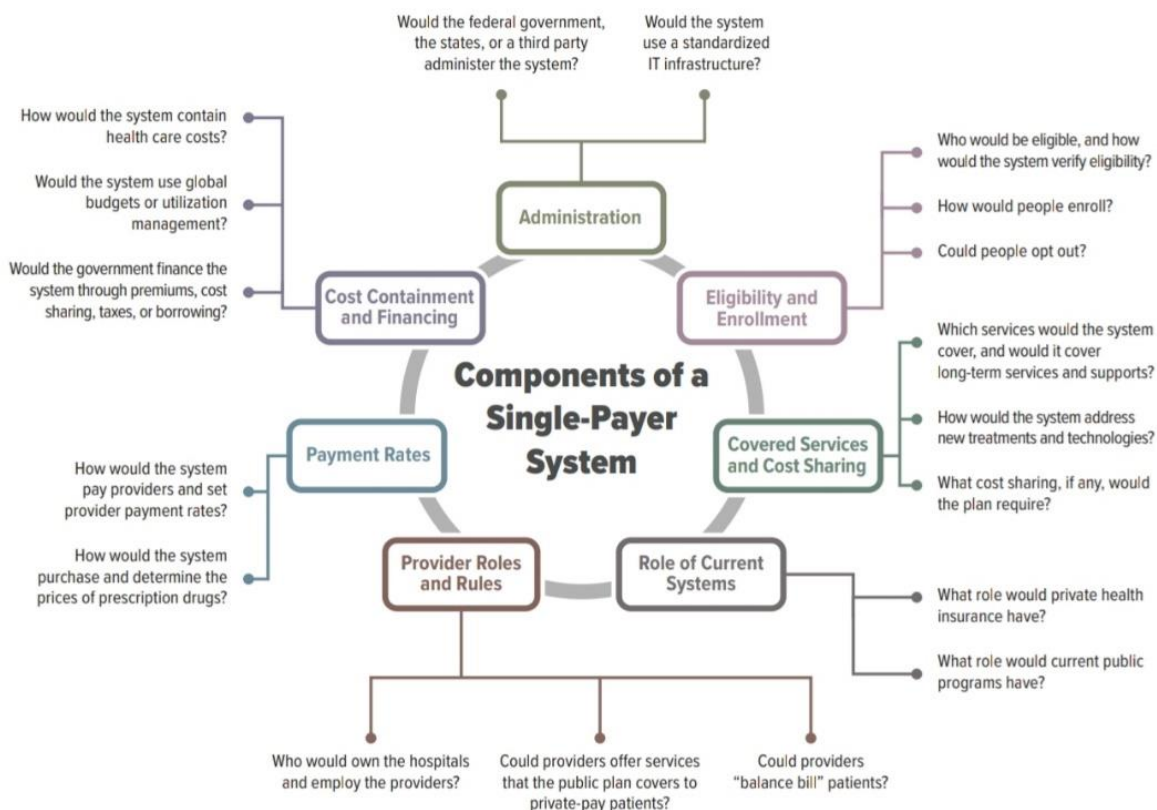 Would the federal government,
the states, or a third party
administer the system?
Would the system
use a standardized
IT infrastructure?
Administration
How would the system contain
health care costs?
Would the system use global
budgets or utilization
management?
Would the government finance the
system through premiums, cost
sharing, taxes, or borrowing?
Cost Containment
and Financing
Who would be eligible, and how
would the system verify eligibility?
How would people enroll?
Could people opt out?
Eligibility and
Enrollment
Components of a
Single-Payer
System
Which services would the system
cover, and would it cover
long-term services and supports?
How would the system address
new treatments and technologies?
What cost sharing, if any, would
the plan require?
Covered Services
and Cost Sharing
Payment Rates
How would the system
pay providers and set
provider payment rates?
How would the system
purchase and determine the
prices of prescription drugs?
Provider Roles
and Rules
Role of Current
Systems
What role would private health
insurance have?
What role would current public
programs have?
Who would own the hospitals
and employ the providers?
Could providers offer services
that the public plan covers to
private-pay patients?
Could providers
“balance bill” patients?